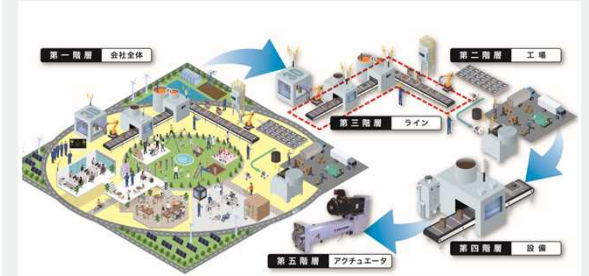 第一階層 会社全体
第二階層 工場
第三階層 ライン
第四階層 設備
第五階層 アクチュエータ